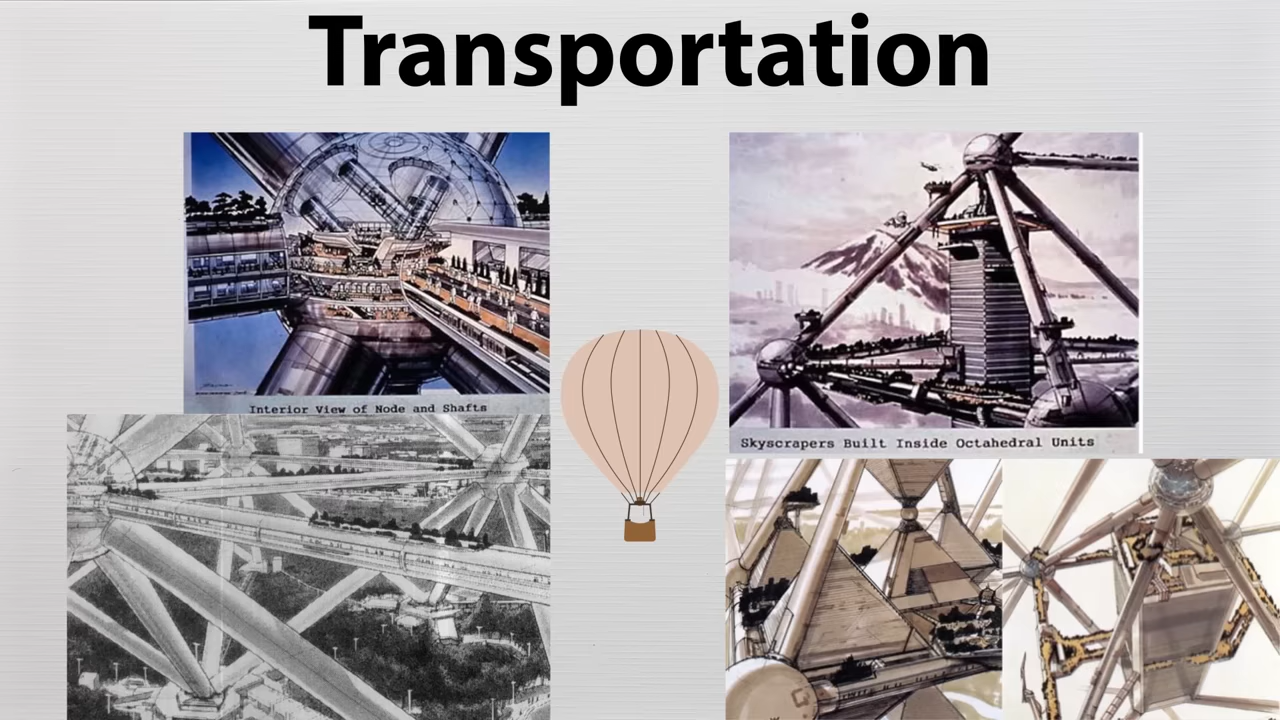 Transportation
Interior View of Node and Shafts
Skyscrapers Built Inside Octahedral Units